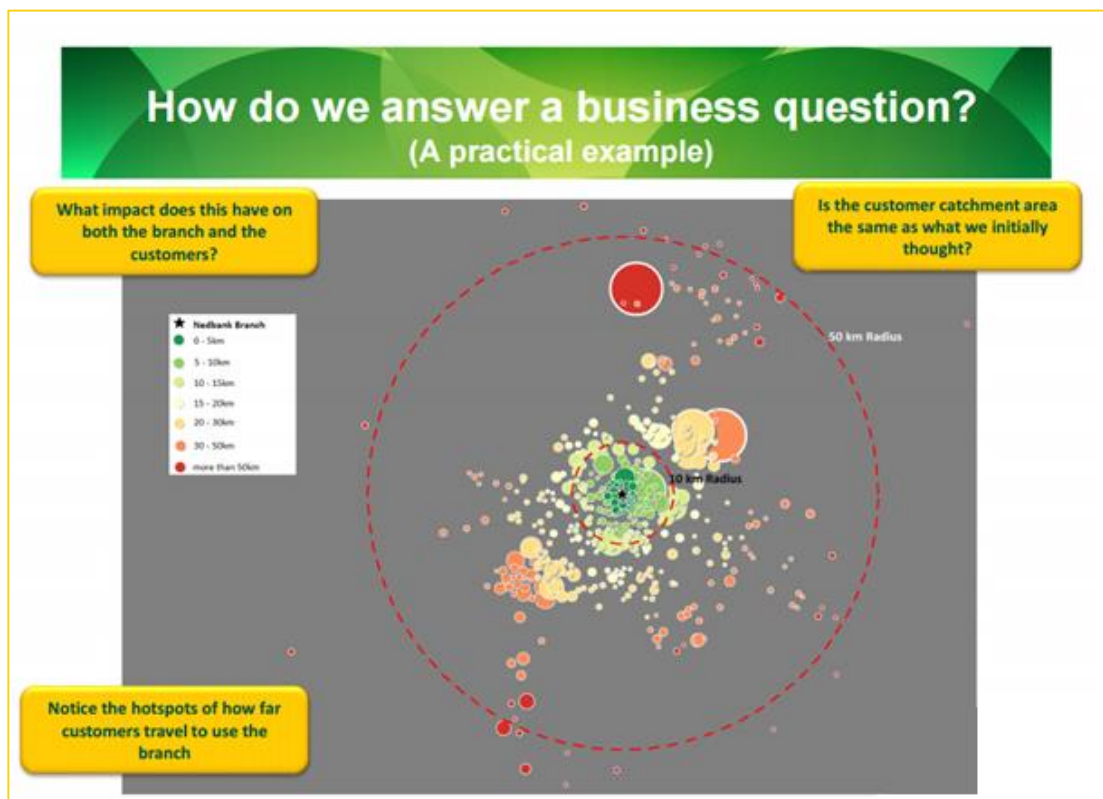 How do we answer a business question?
(A practical example)
What impact does this have on
both the branch and the
customers?
Is the customer catchment area
the same as what we initially
thought?
Nedbank Branch
0 - 5km
5 - 10km
10 - 15km
15 - 20km
20 - 30km
30 - 50km
more than 50km
50 km Radius
10 km Radius
Notice the hotspots of how far
customers travel to use the
branch